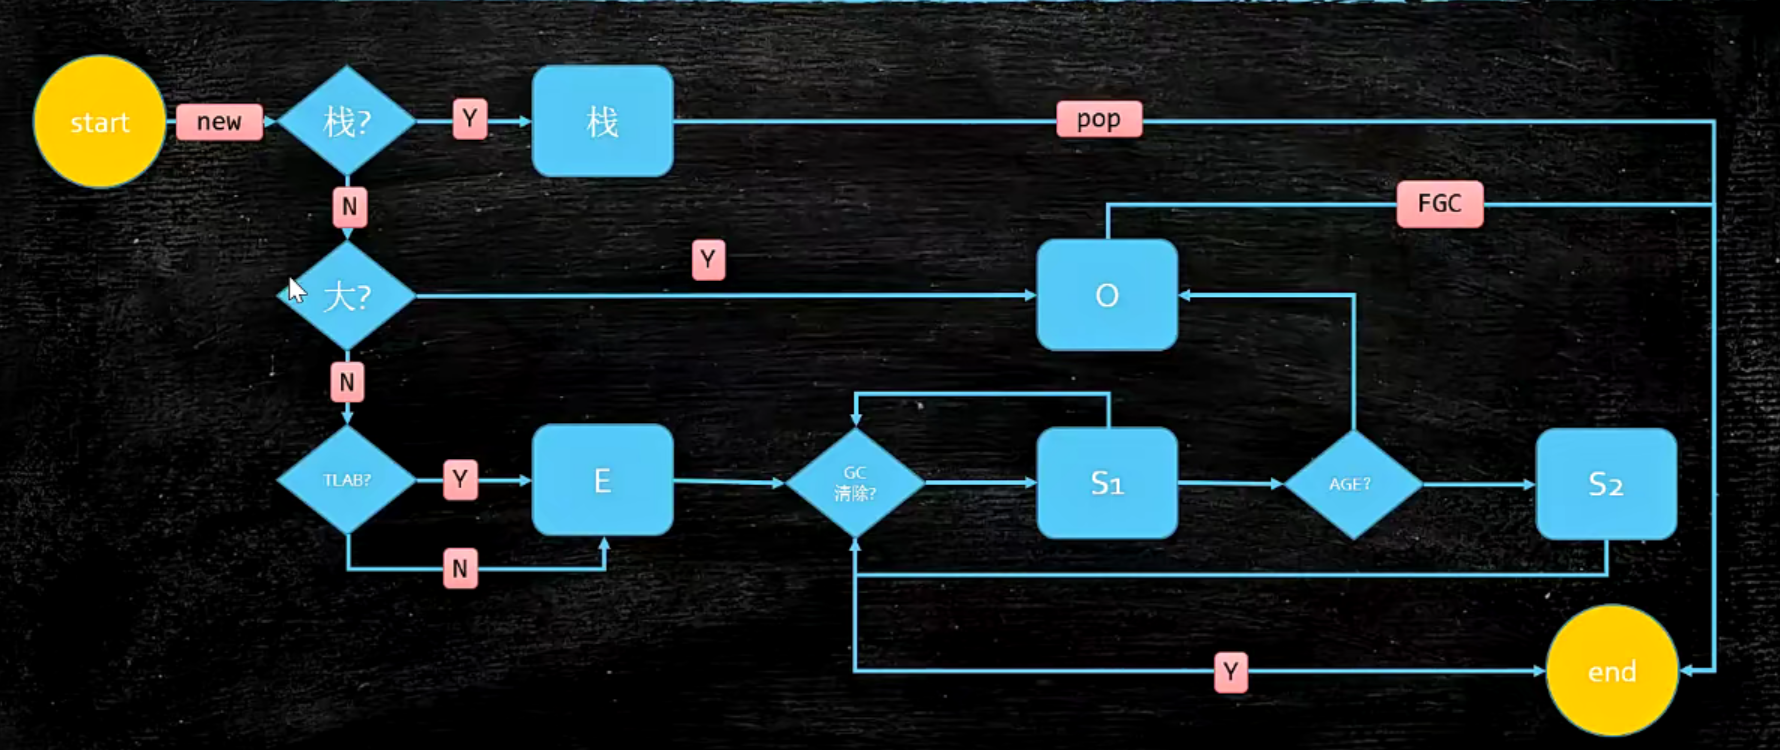 start
new
栈?
Y
栈
pop
N
FGC
Y
大?
O
N
TLAB?
Y
E
GC
清除?
S1
AGE?
S2
N
Y
end